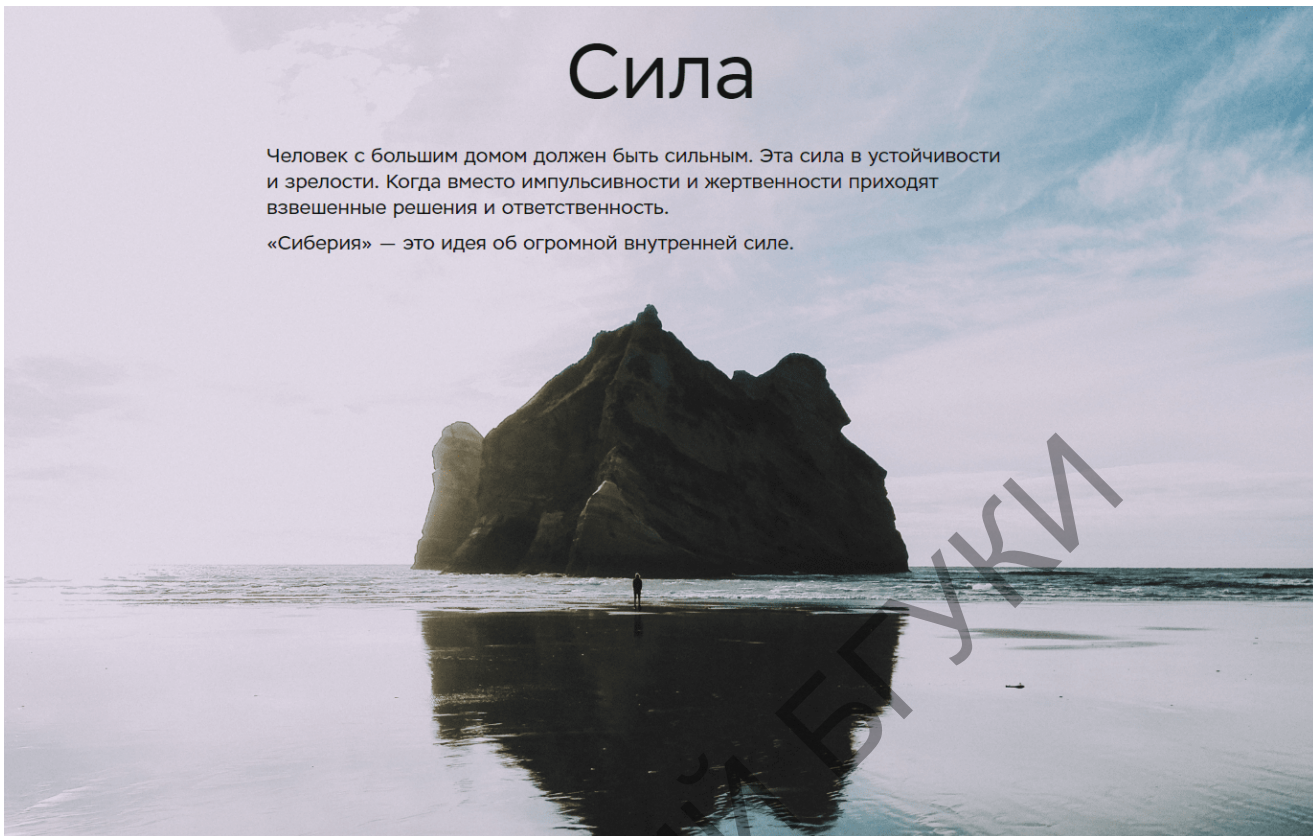 Сила
Человек с большим домом должен быть сильным. Эта сила в устойчивости
и зрелости. Когда вместо импульсивности и жертвенности приходят
взвешенные решения и ответственность.
«Сиберия» — это идея об огромной внутренней силе.
БГУКИ